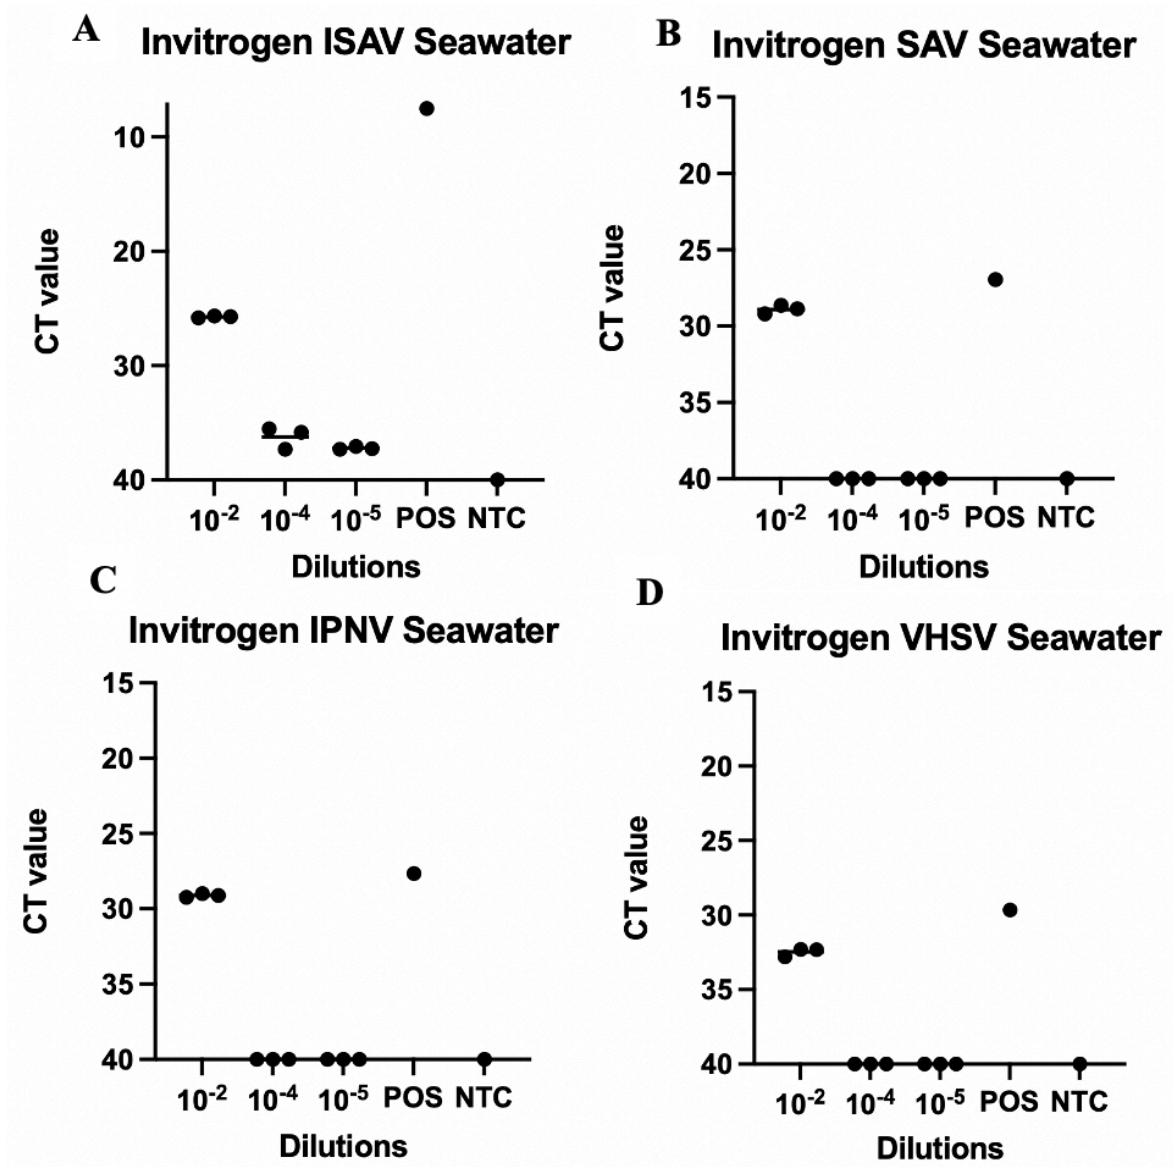 A
Invitrogen ISAV Seawater
10
20
30
40
CT value
10-2 10-4 10-5 POS NTC
Dilutions
B
Invitrogen SAV Seawater
15
20
25
30
35
40
CT value
10-2 10-4 10-5 POS NTC
Dilutions
C
Invitrogen IPNV Seawater
15
20
25
30
35
40
CT value
10-2 10-4 10-5 POS NTC
Dilutions
D
Invitrogen VHSV Seawater
15
20
25
30
35
40
CT value
10-2 10-4 10-5 POS NTC
Dilutions